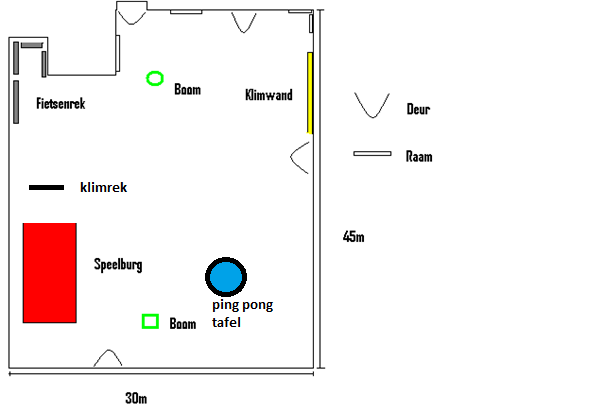 Boom
Klimwand
Fietsenrek
Deur
Raam
klimrek
45m
Speelburg
ping pong
tafel
Boom
30m